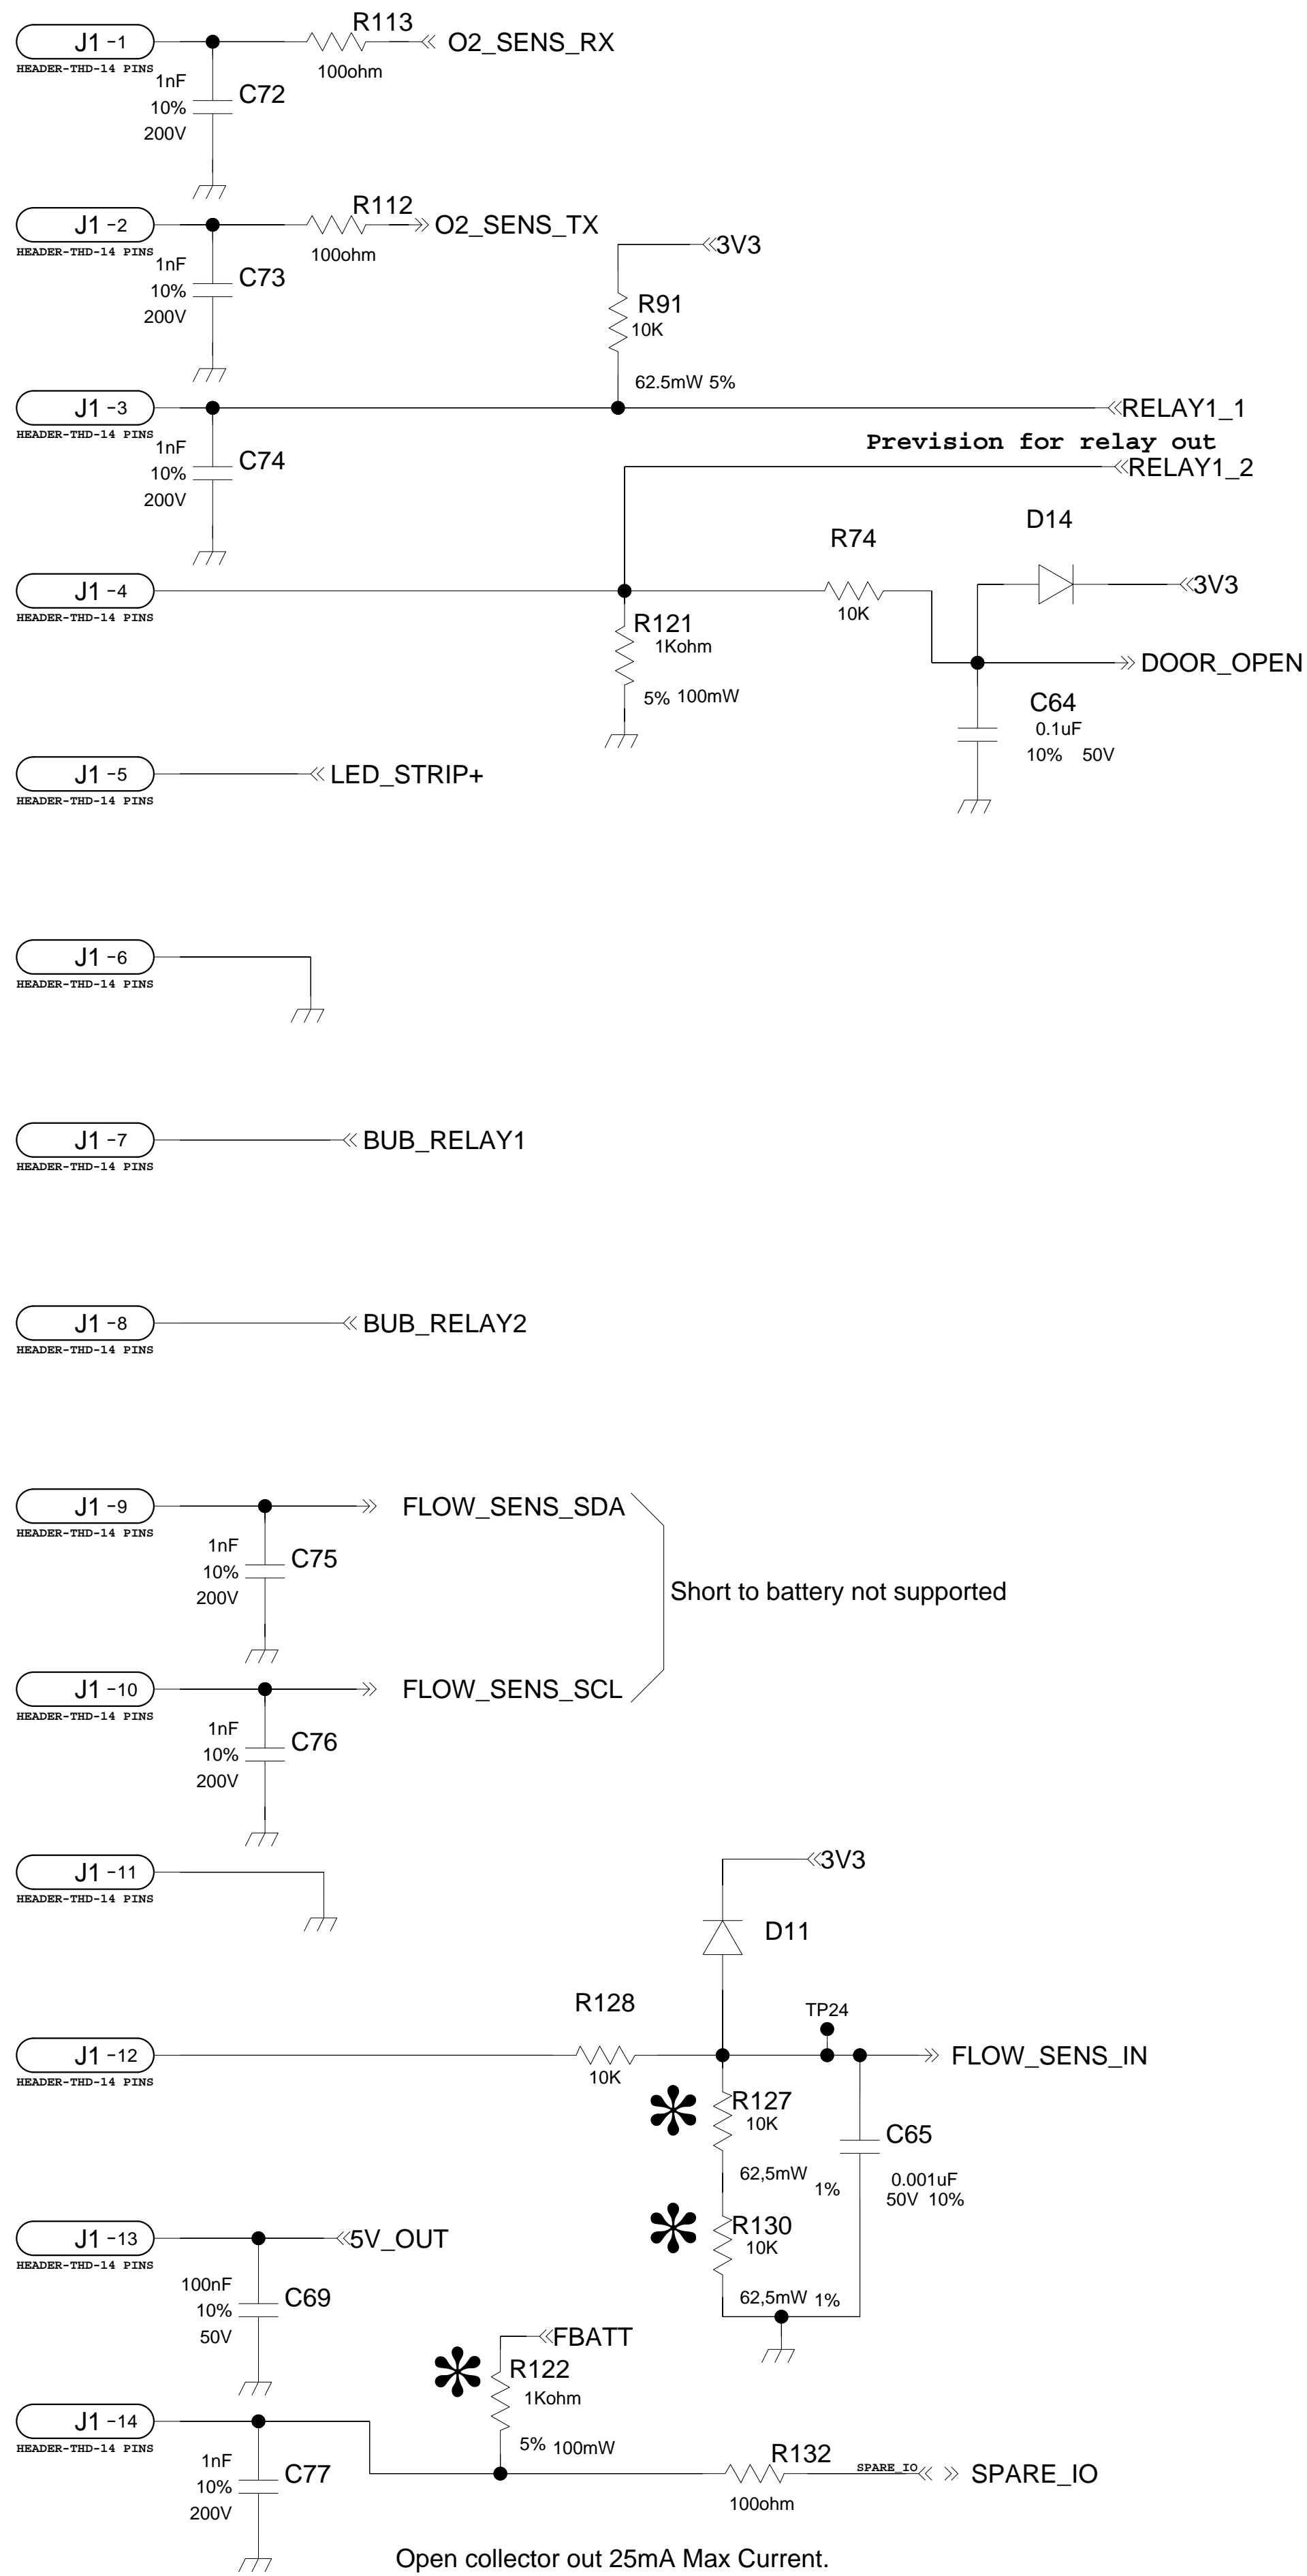 R113
J1 -1
O2_SENS_RX
HEADER-THD-14 PINS
100ohm
1nF
C72
10%
200V
R112
J1 -2
O2_SENS_TX
HEADER-THD-14 PINS
100ohm
3V3
1nF
C73
10%
200V
R91
10K
62.5mW 5%
J1 -3
RELAY1_1
HEADER-THD-14 PINS
Prevision for relay out
1nF
C74
10%
200V
RELAY1_2
D14
R74
J1 -4
3V3
HEADER-THD-14 PINS
10K
R121
1Kohm
5% 100mW
DOOR_OPEN
C64
0.1uF
10% 50V
J1 -5
LED_STRIP+
HEADER-THD-14 PINS
J1 -6
HEADER-THD-14 PINS
J1 -7
BUB_RELAY1
HEADER-THD-14 PINS
J1 -8
BUB_RELAY2
HEADER-THD-14 PINS
J1 -9
FLOW_SENS_SDA
HEADER-THD-14 PINS
1nF
C75
10%
200V
Short to battery not supported
J1 -10
FLOW_SENS_SCL
HEADER-THD-14 PINS
1nF
C76
10%
200V
3V3
J1 -11
HEADER-THD-14 PINS
D11
R128
TP24
J1 -12
FLOW_SENS_IN
HEADER-THD-14 PINS
10K
R127
10K
62,5mW 1%
C65
0.001uF
50V 10%
R130
10K
62,5mW 1%
J1 -13
5V_OUT
HEADER-THD-14 PINS
100nF
C69
10%
50V
FBATT
R122
1Kohm
5% 100mW
J1 -14
HEADER-THD-14 PINS
1nF
C77
10%
200V
R132
100ohm
SPARE_IO
SPARE_IO
Open collector out 25mA Max Current.